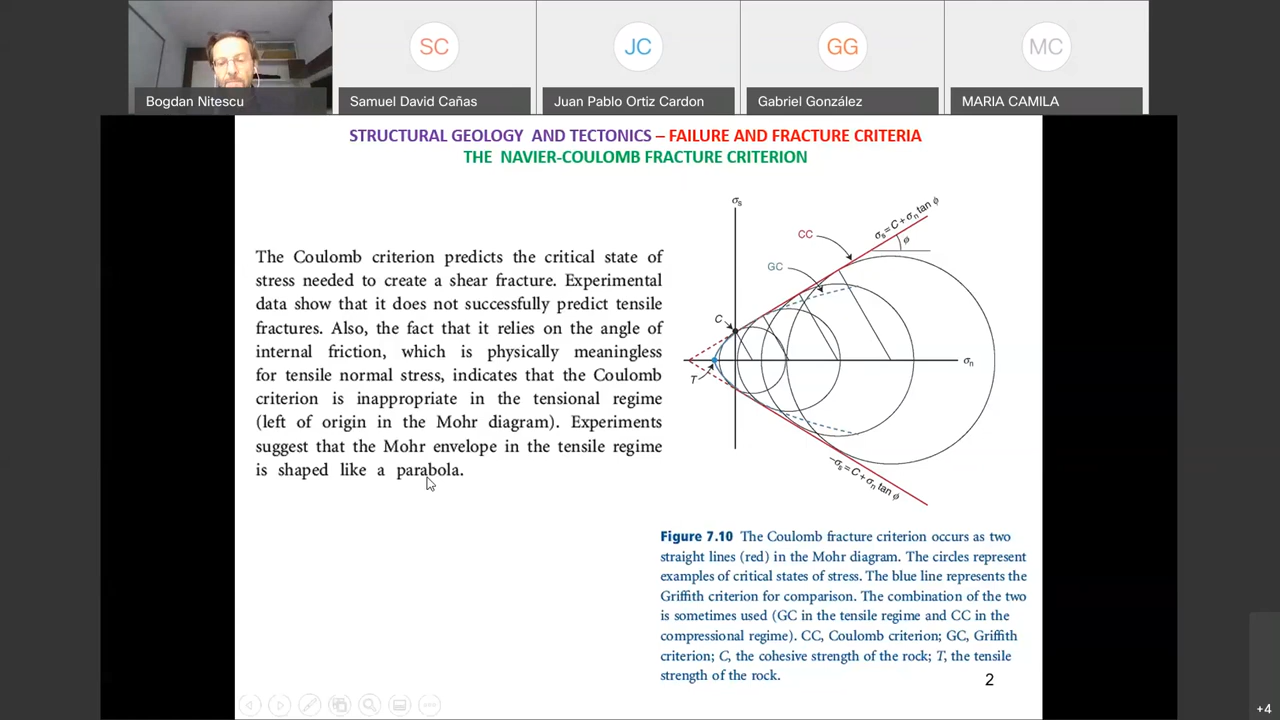 SC
JC
GG
MC
Bogdan Nitescu
Samuel David Cañas
Juan Pablo Ortiz Cardon
Gabriel González
MARIA CAMILA
STRUCTURAL GEOLOGY AND TECTONICS – FAILURE AND FRACTURE CRITERIA
THE NAVIER-COULOMB FRACTURE CRITERION
The Coulomb criterion predicts the critical state of
stress needed to create a shear fracture. Experimental
data show that it does not successfully predict tensile
fractures. Also, the fact that it relies on the angle of
internal friction, which is physically meaningless
for tensile normal stress, indicates that the Coulomb
criterion is inappropriate in the tensional regime
(left of origin in the Mohr diagram). Experiments
suggest that the Mohr envelope in the tensile regime
is shaped like a parabola.
σs
σs = C + σn tan ϕ
ϕ
CC
GC
C
T
σn
−σs = C + σn tan ϕ
Figure 7.10 The Coulomb fracture criterion occurs as two
straight lines (red) in the Mohr diagram. The circles represent
examples of critical states of stress. The blue line represents the
Griffith criterion for comparison. The combination of the two
is sometimes used (GC in the tensile regime and CC in the
compressional regime). CC, Coulomb criterion; GC, Griffith
criterion; C, the cohesive strength of the rock; T, the tensile
strength of the rock.
2
+4